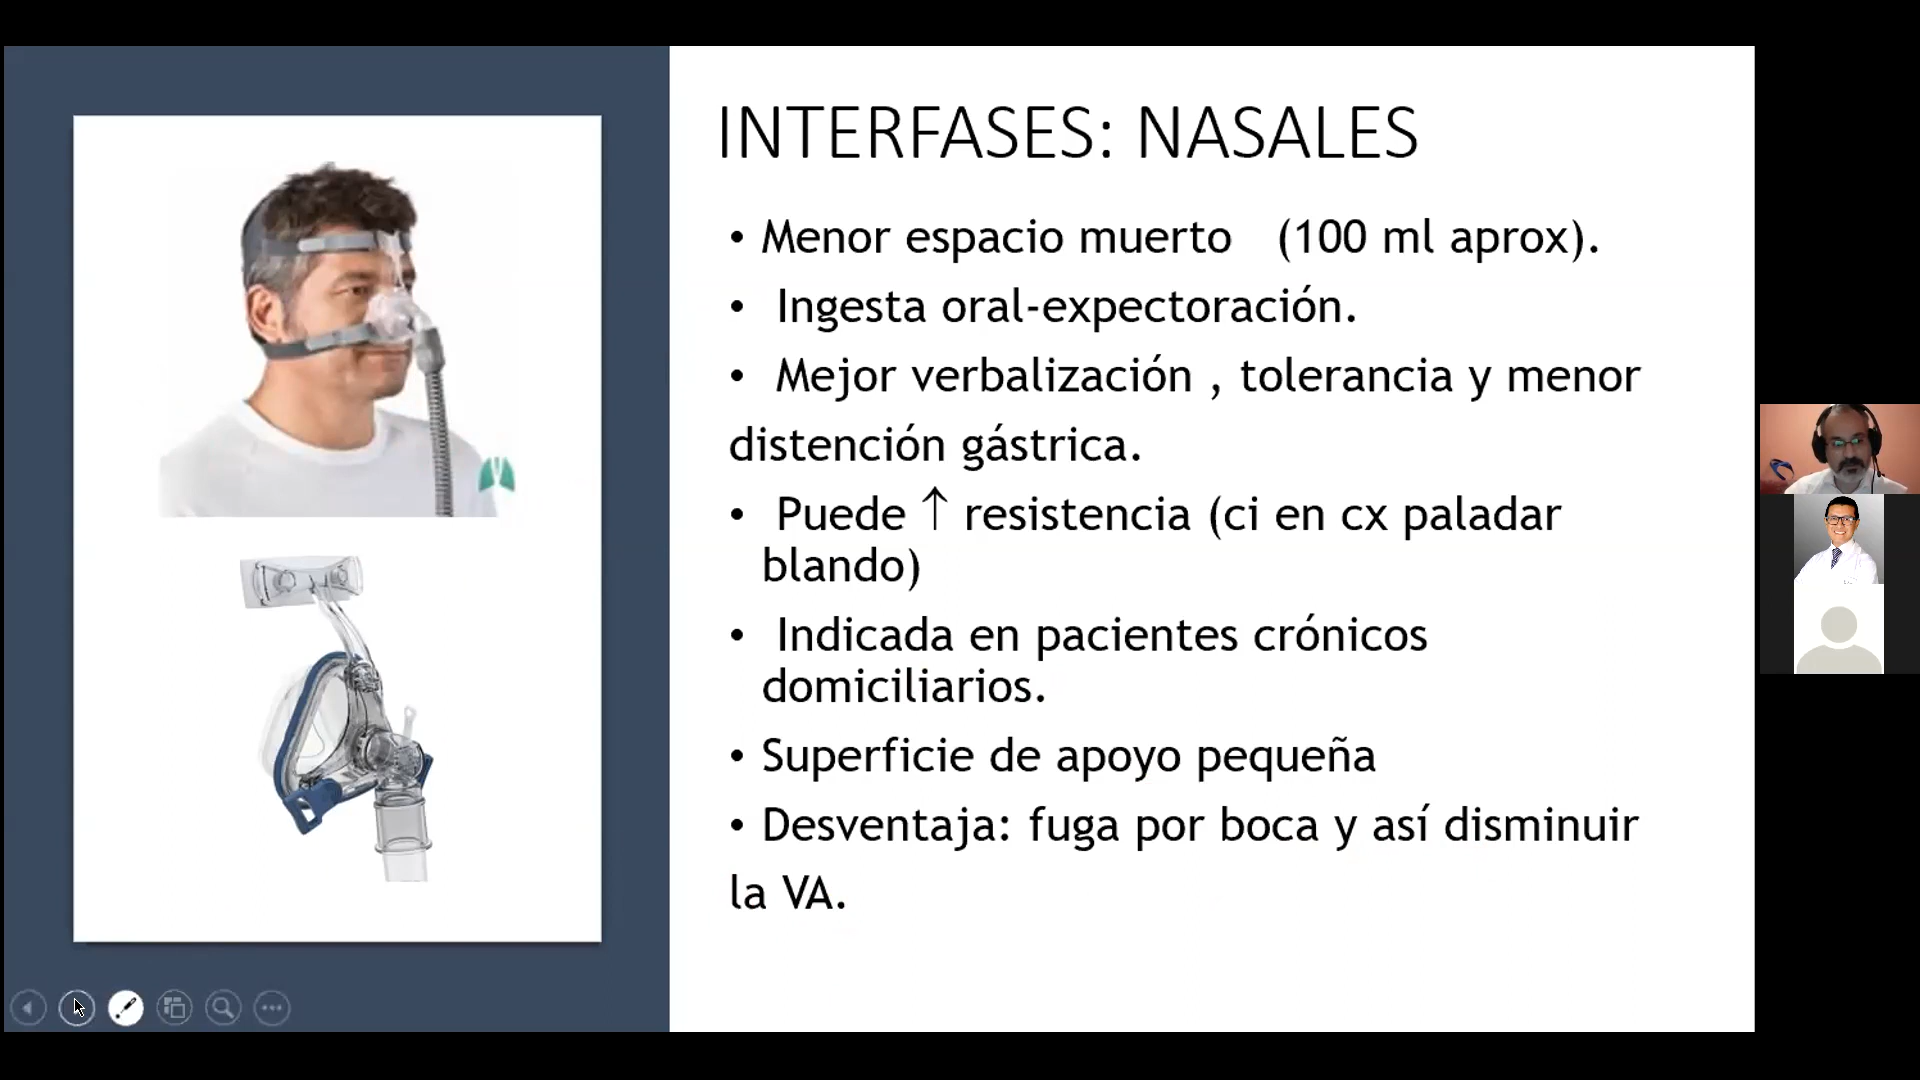 INTERFASES: NASALES
• Menor espacio muerto (100 ml aprox).
• Ingesta oral-expectoración.
• Mejor verbalización , tolerancia y menor
distención gástrica.
• Puede ↑ resistencia (ci en cx paladar
blando)
• Indicada en pacientes crónicos
domiciliarios.
• Superficie de apoyo pequeña
• Desventaja: fuga por boca y así disminuir
la VA.